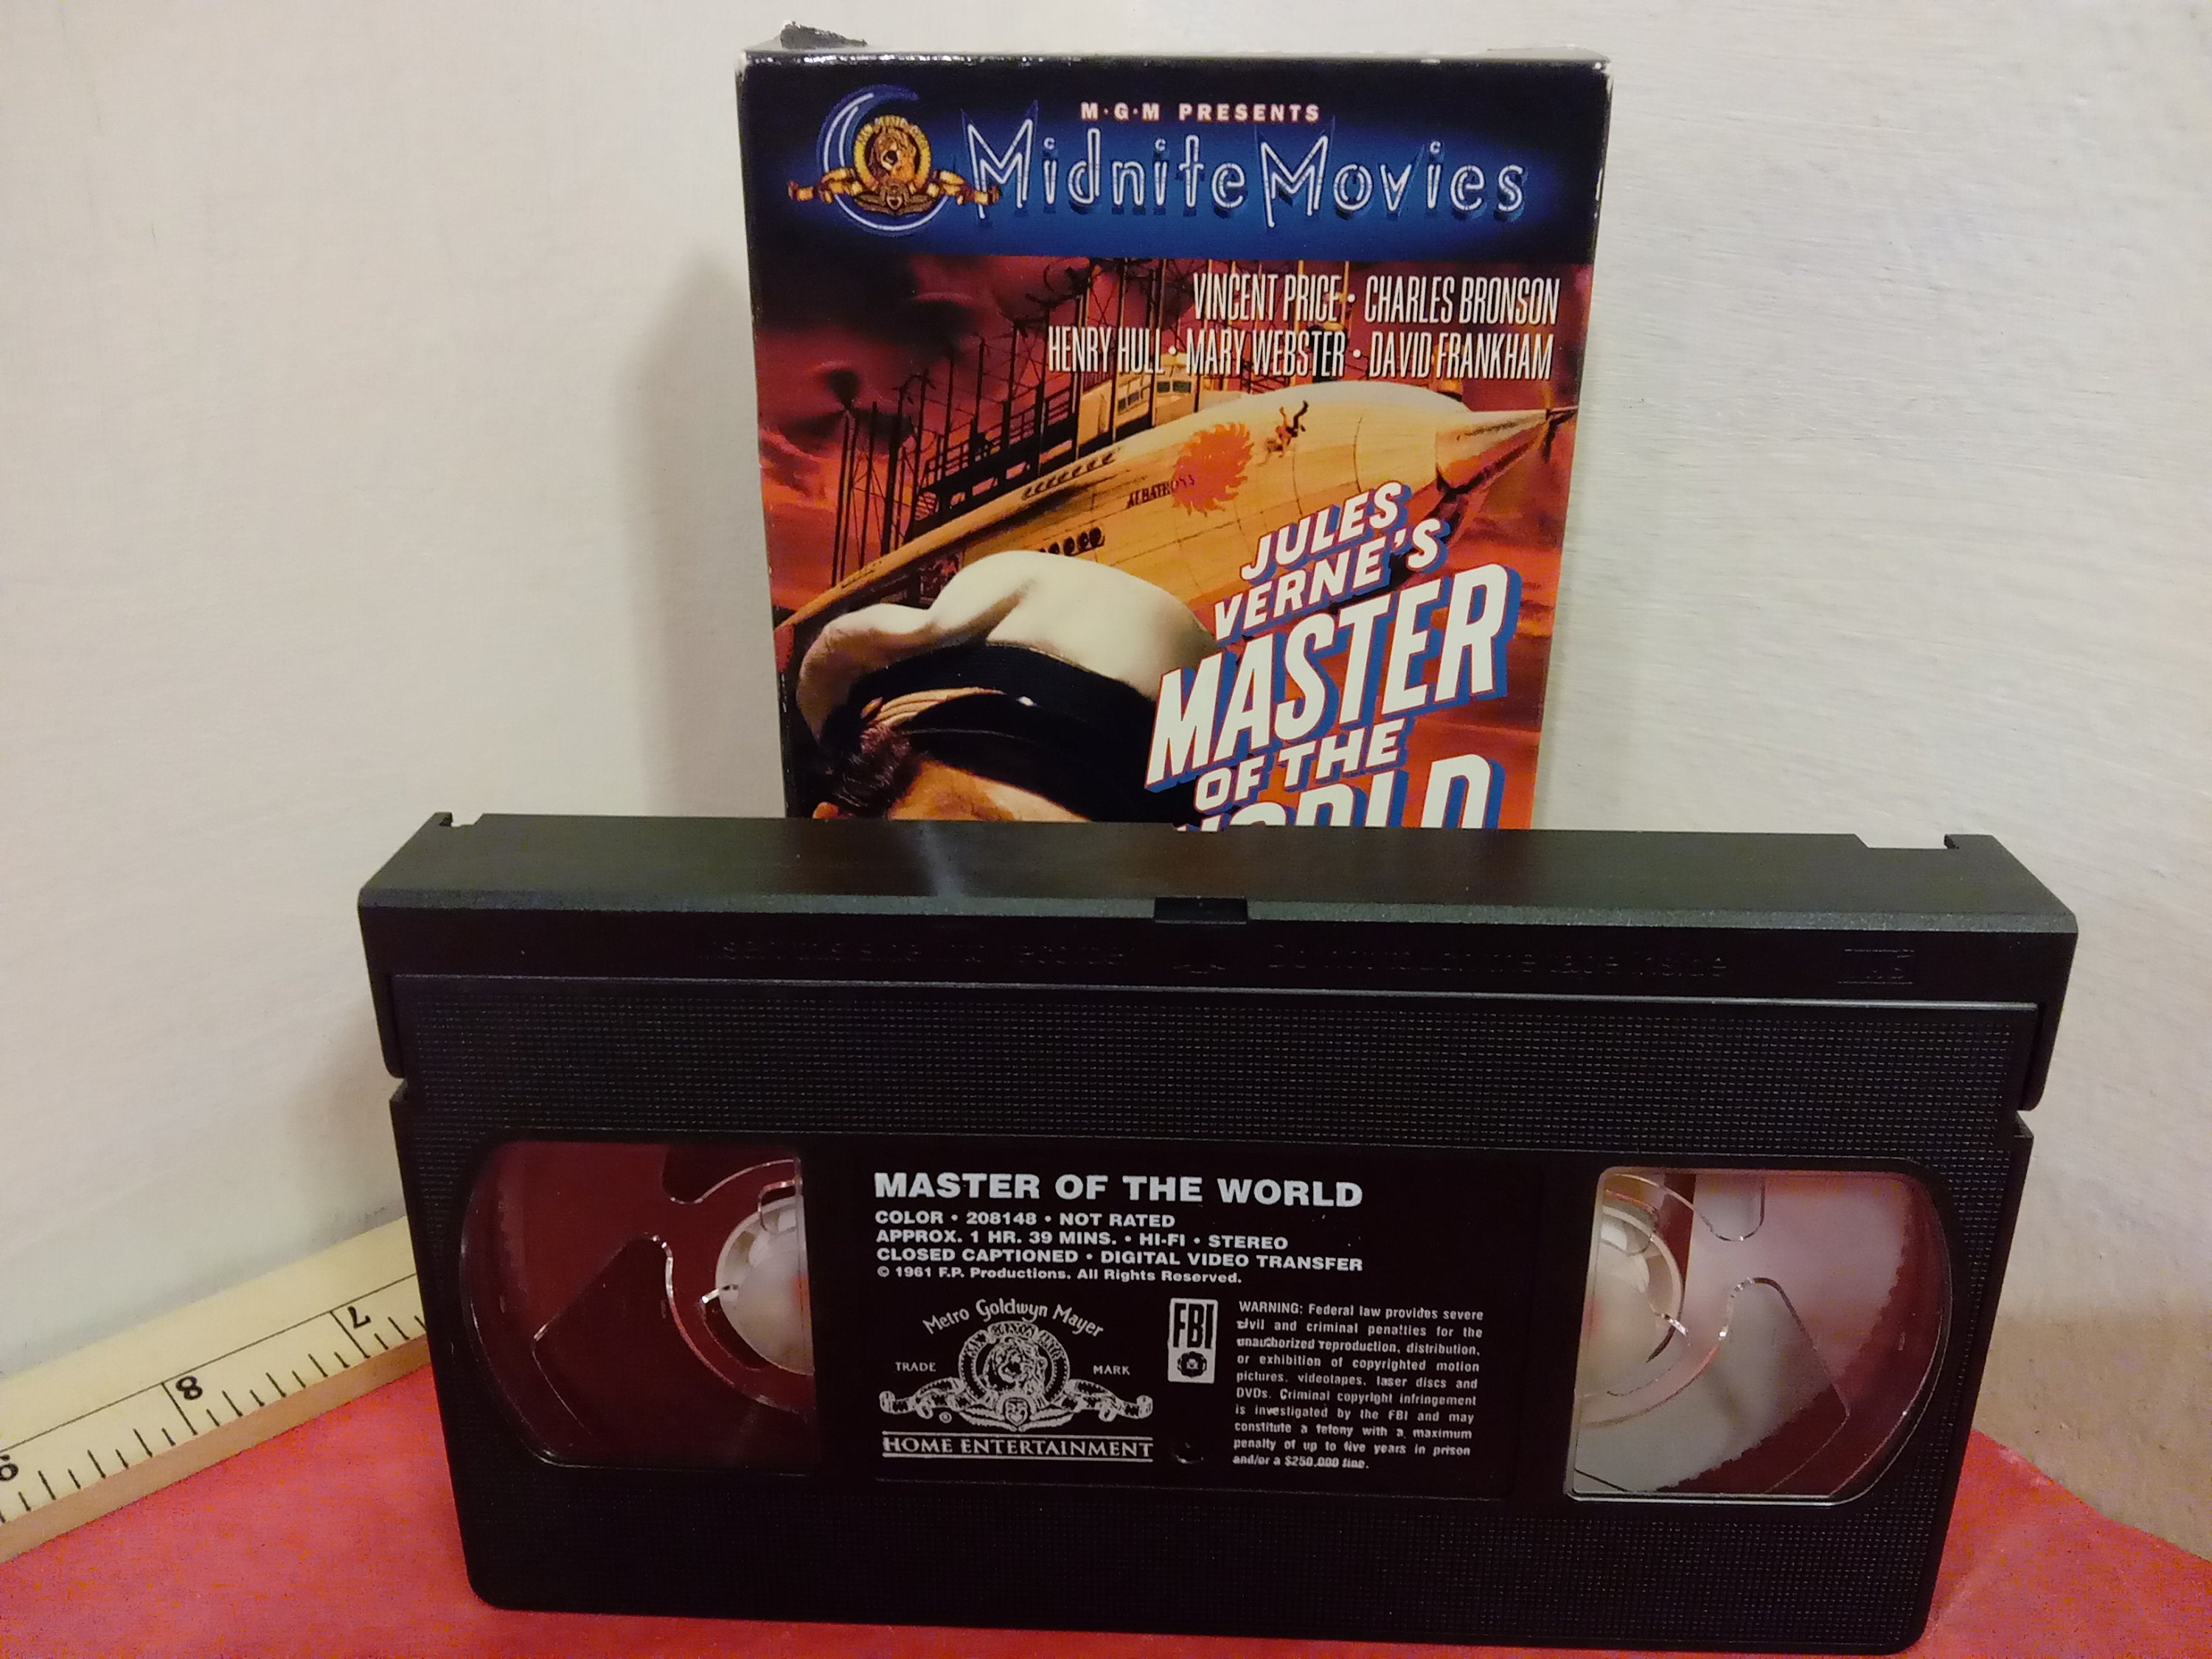 M·G·M PRESENTS
Midnite Movies
VINCENT PRICE • CHARLES BRONSON
HENRY HULL • MARY WEBSTER • DAVID FRANKHAM
ALBATROSS
JULES
VERNE'S
MASTER
OF THE
WORLD
MASTER OF THE WORLD
COLOR • 208148 • NOT RATED
APPROX. 1 HR. 39 MINS. • HI-FI • STEREO
CLOSED CAPTIONED • DIGITAL VIDEO TRANSFER
© 1961 F.P. Productions. All Rights Reserved.
Metro Goldwyn Mayer
TRADE MARK
®
HOME ENTERTAINMENT
FBI
WARNING: Federal law provides severe
civil and criminal penalties for the
unauthorized reproduction, distribution,
or exhibition of copyrighted motion
pictures, videotapes, laser discs and
DVDs. Criminal copyright infringement
is investigated by the FBI and may
constitute a felony with a maximum
penalty of up to five years in prison
and/or a $250,000 fine.
7
8
9